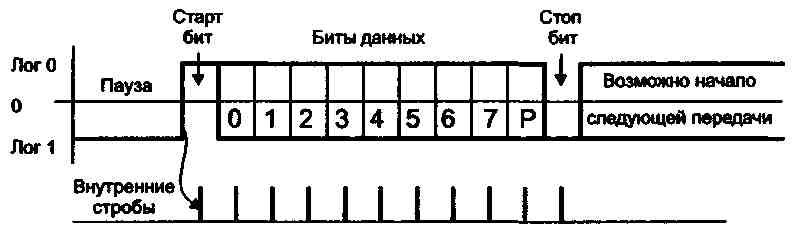 Старт
бит
Биты данных
Стоп
бит
Лог 0
Пауза
Возможно начало
0
0 1 2 3 4 5 6 7 P
следующей передачи
Лог 1
Внутренние
стробы